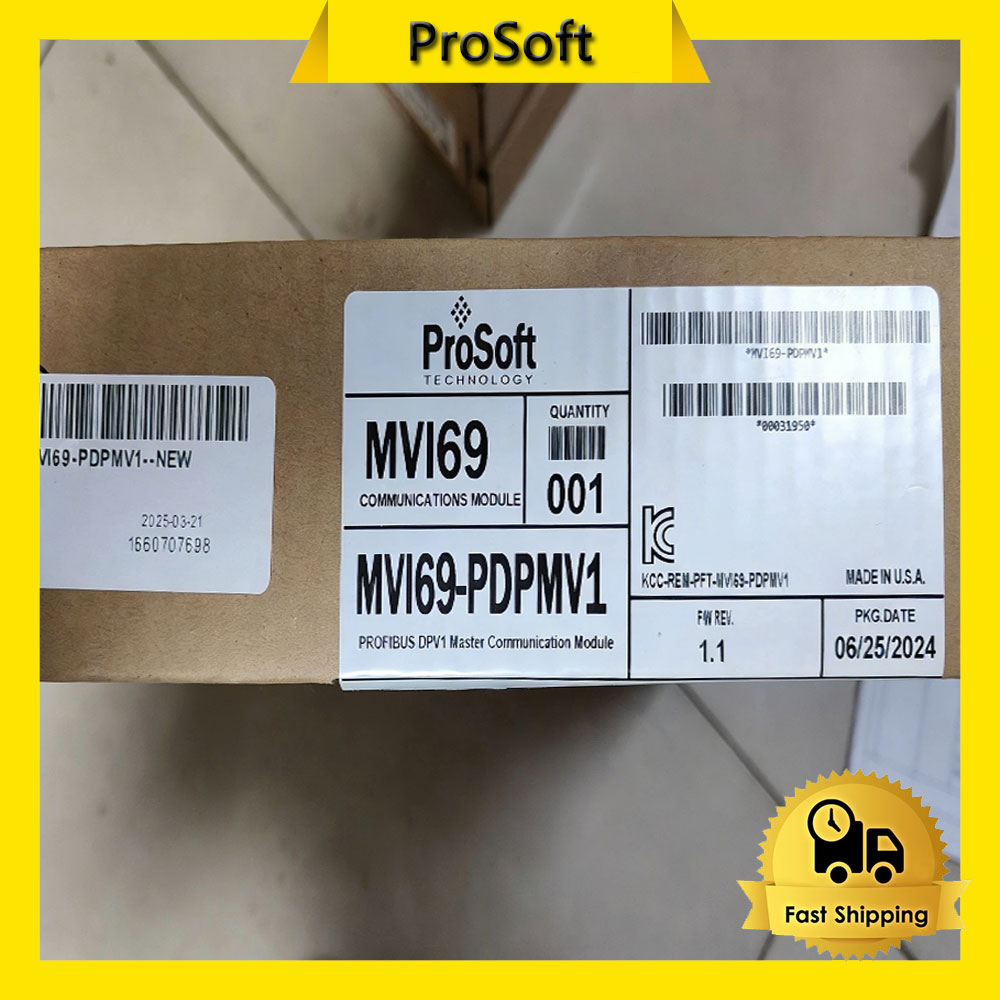 ProSoft
ProSoft
TECHNOLOGY
MVI69
COMMUNICATIONS MODULE
QUANTITY
001
MVI69-PDPMV1
PROFIBUS DPV1 Master Communication Module
*MVI69-PDPMV1*
*00031950*
KCC-REM-PFT-MVI69-PDPMV1
MADE IN U.S.A.
F/W REV.
1.1
PKG.DATE
06/25/2024
VI69-PDPMV1--NEW
2025-03-21
1660707698
Fast Shipping